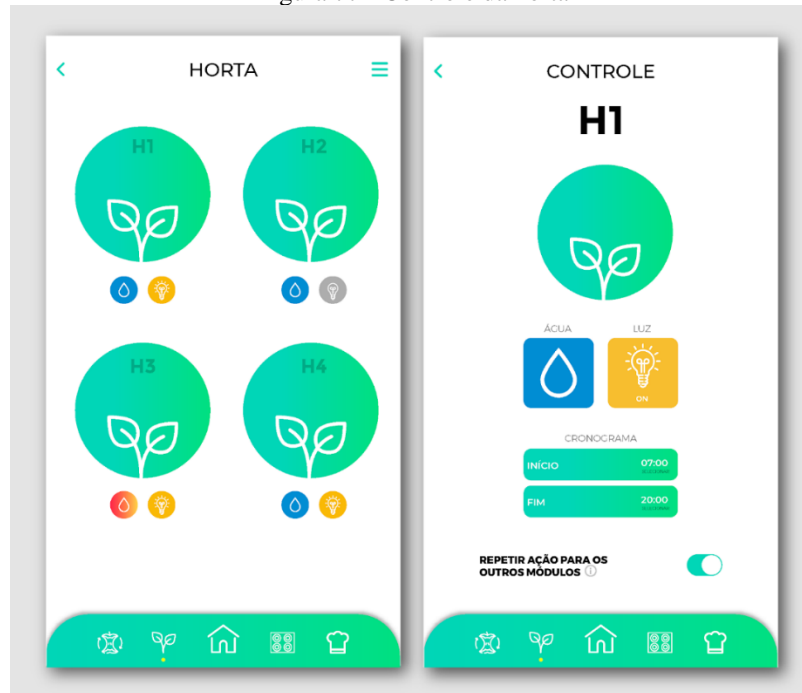 HORTA
H1
H2
H3
H4
CONTROLE
H1
ÁGUA
LUZ
ON
CRONOGRAMA
INÍCIO
07:00
FIM
20:00
REPETIR AÇÃO PARA OS
OUTROS MÓDULOS